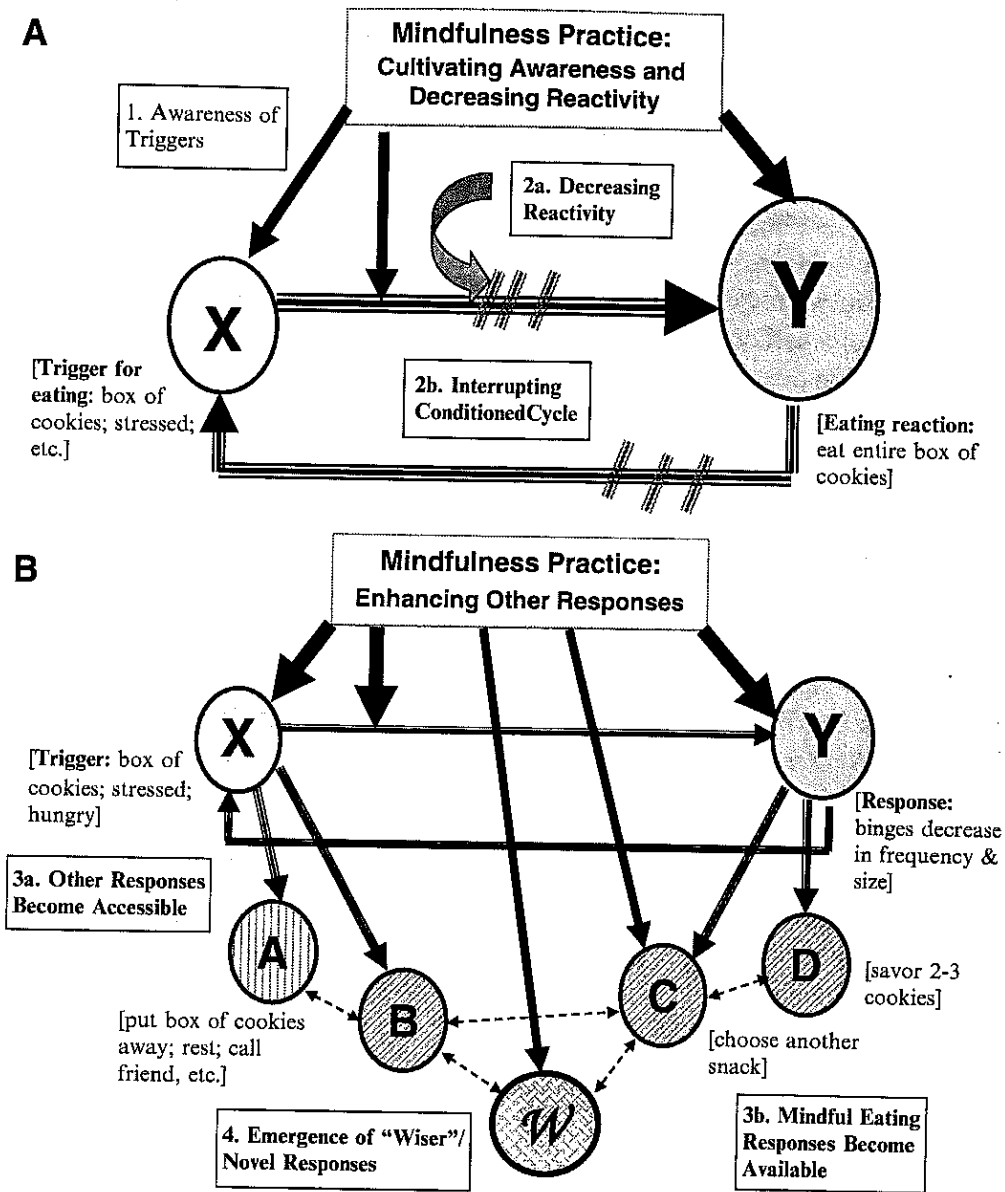 A
Mindfulness Practice:
Cultivating Awareness and
Decreasing Reactivity
1. Awareness of
Triggers
2a. Decreasing
Reactivity
X
Y
[Trigger for
eating: box of
cookies; stressed;
etc.]
2b. Interrupting
ConditionedCycle
[Eating reaction:
eat entire box of
cookies]
B
Mindfulness Practice:
Enhancing Other Responses
X
Y
[Trigger: box of
cookies; stressed;
hungry]
[Response:
binges decrease
in frequency &
size]
3a. Other Responses
Become Accessible
A
B
C
D
[savor 2-3
cookies]
[put box of cookies
away; rest; call
friend, etc.]
[choose another
snack]
W
4. Emergence of “Wiser”/
Novel Responses
3b. Mindful Eating
Responses Become
Available